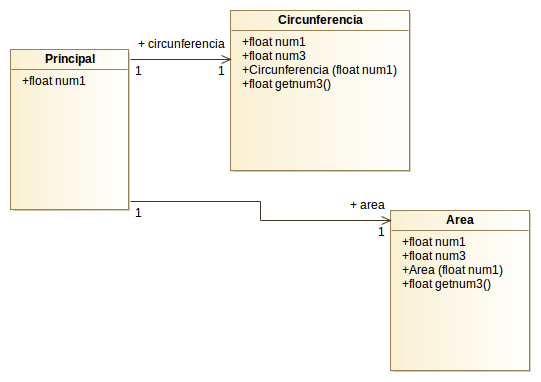 Principal
+float num1
+ circunferencia
1
1
Circunferencia
+float num1
+float num3
+Circunferencia (float num1)
+float getnum3()
1
+ area
1
Area
+float num1
+float num3
+Area (float num1)
+float getnum3()